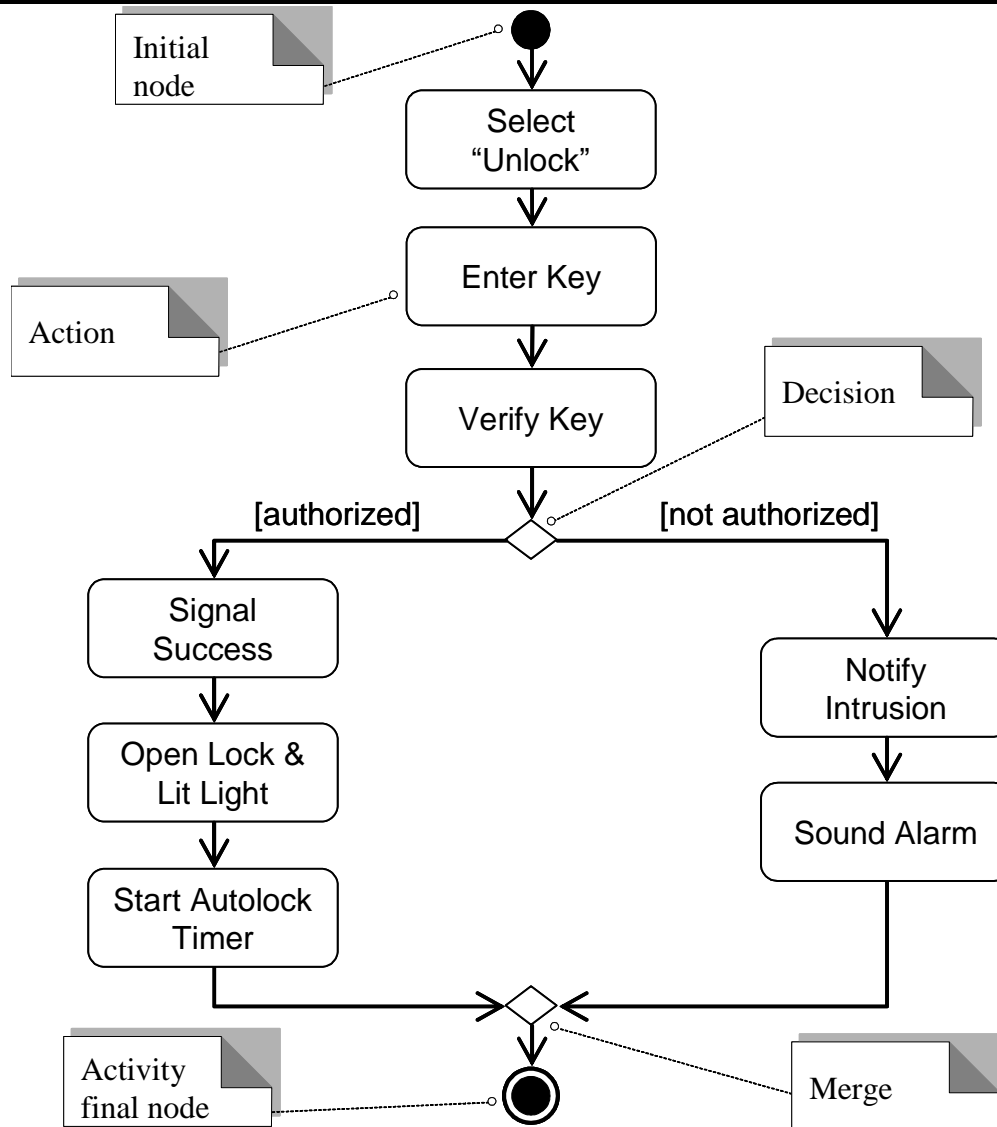 Initial
node
Select
“Unlock”
Enter Key
Action
Verify Key
Decision
[authorized]
[not authorized]
Signal
Success
Notify
Intrusion
Open Lock &
Lit Light
Sound Alarm
Start Autolock
Timer
Activity
final node
Merge